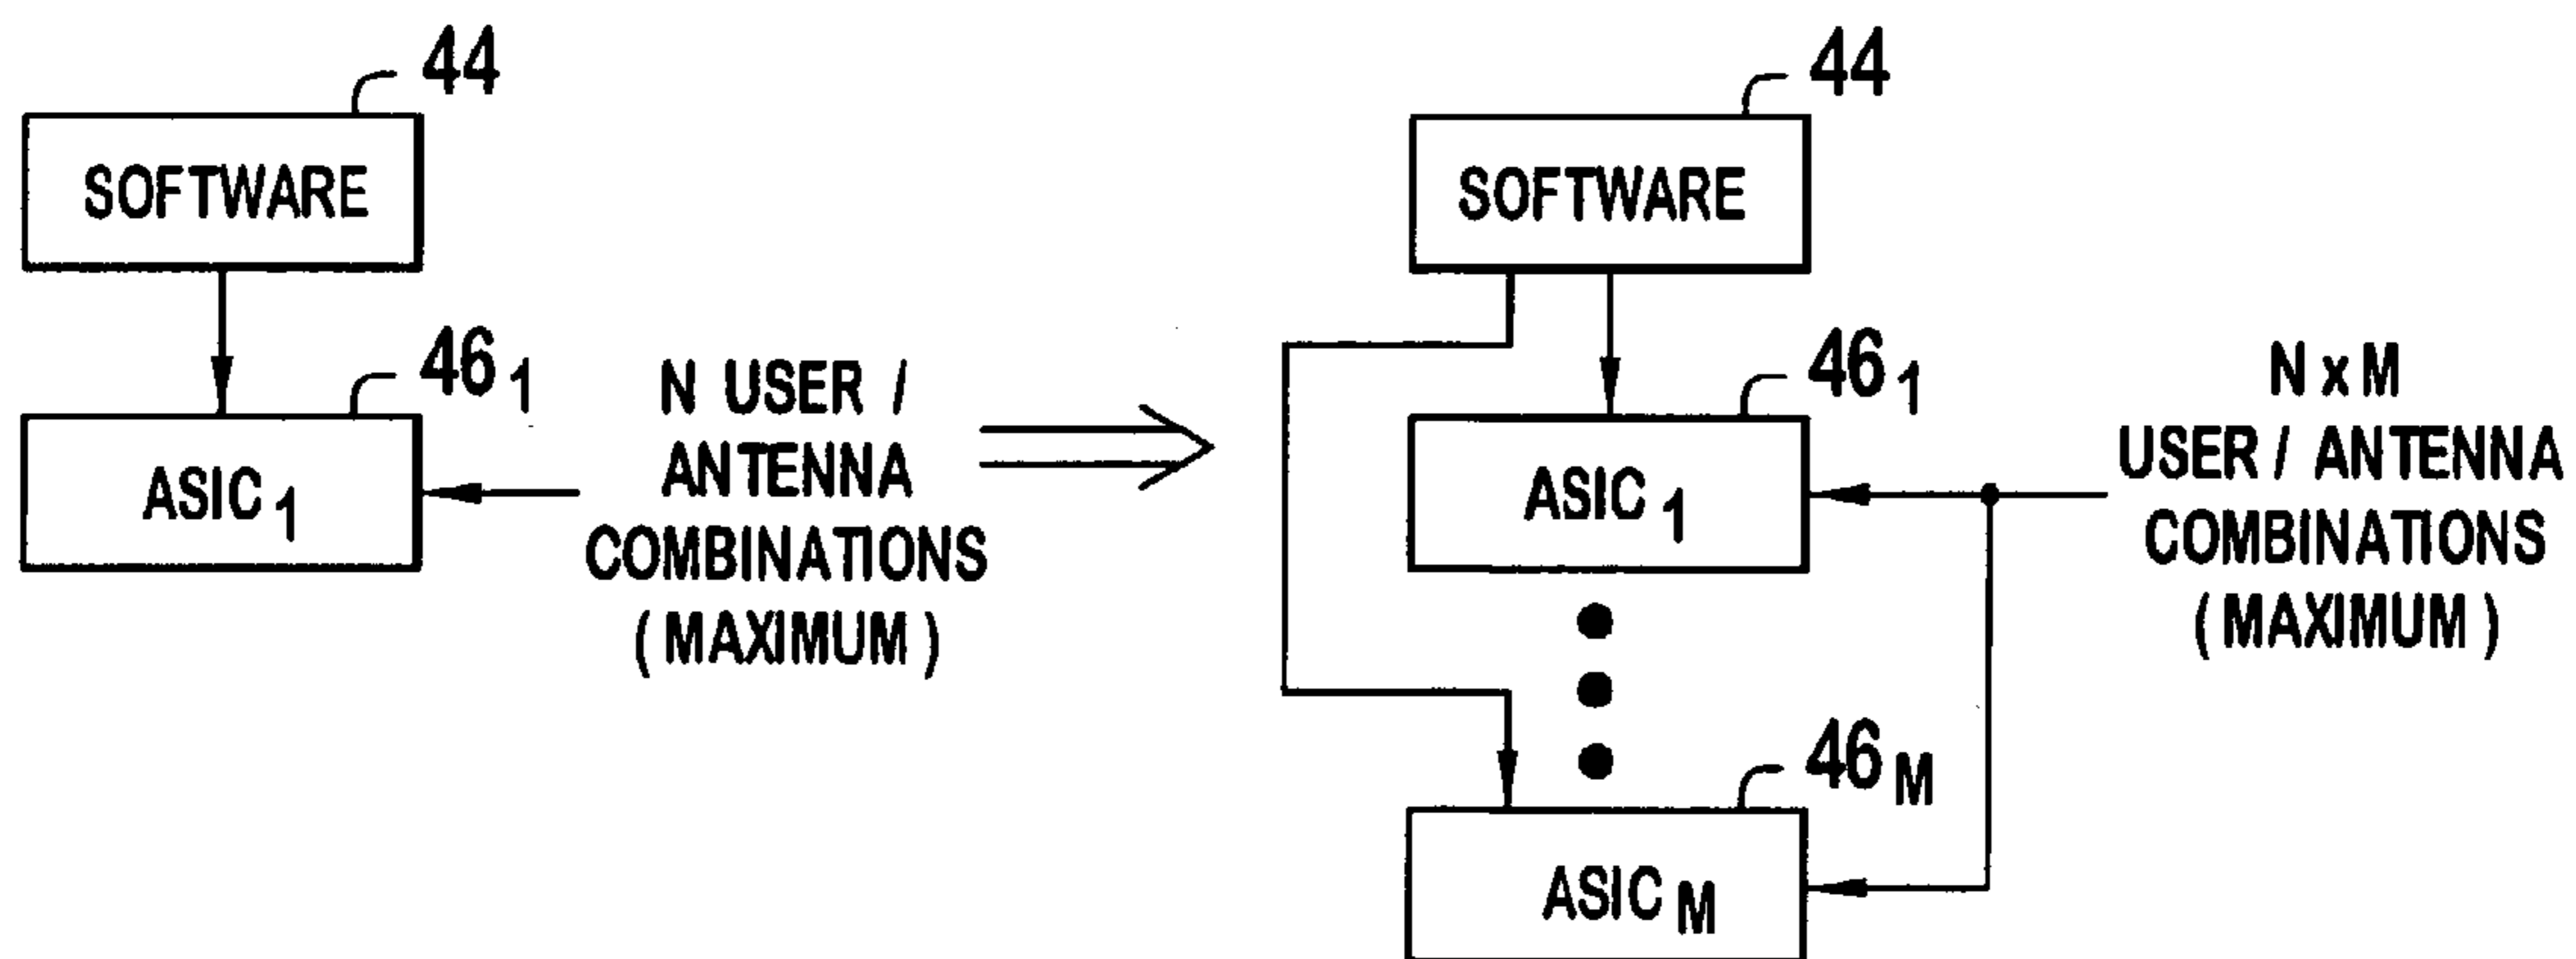 44
SOFTWARE
46 1
ASIC 1
N USER /
ANTENNA
COMBINATIONS
( MAXIMUM )
44
SOFTWARE
46 1
ASIC 1
N x M
USER / ANTENNA
COMBINATIONS
( MAXIMUM )
46 M
ASIC M